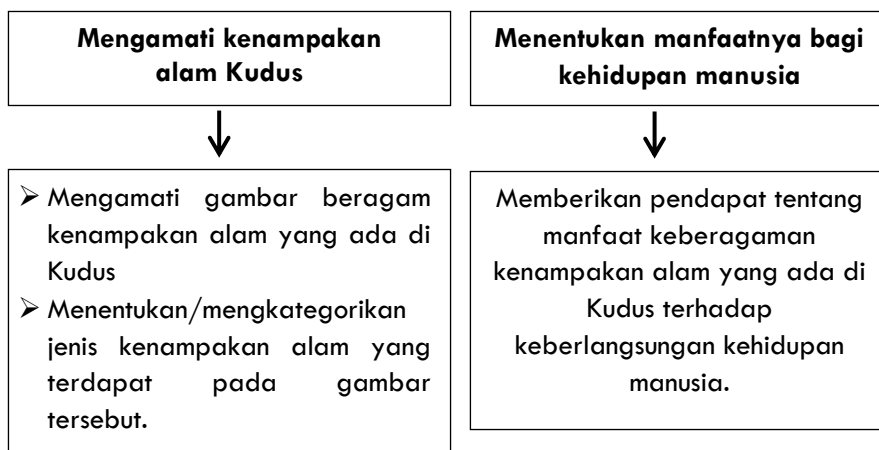 Mengamati kenampakan
alam Kudus
Menentukan manfaatnya bagi
kehidupan manusia
➢ Mengamati gambar beragam
kenampakan alam yang ada di
Kudus
➢ Menentukan/mengkategorikan
jenis kenampakan alam yang
terdapat pada gambar
tersebut.
Memberikan pendapat tentang
manfaat keberagaman
kenampakan alam yang ada di
Kudus terhadap
keberlangsungan kehidupan
manusia.